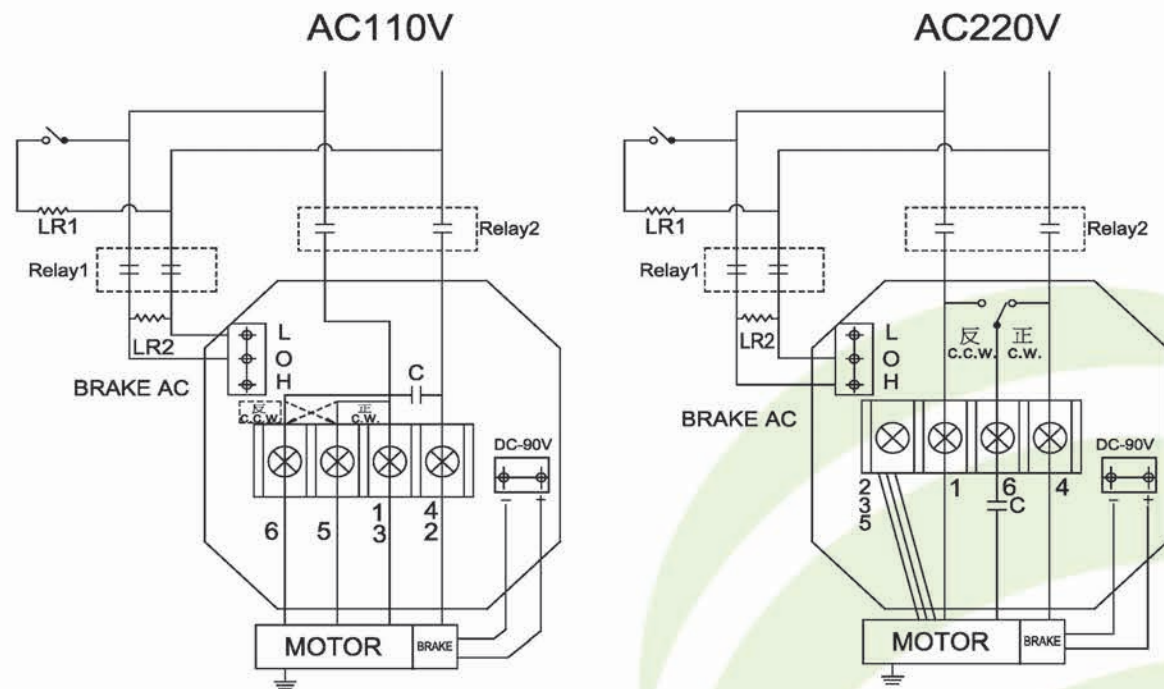 AC110V
LR1
Relay2
Relay1
LR2
L
O
H
BRAKE AC
C
反
C.C.W.
正
C.W.
DC-90V
− +
6 5 1 4
3 2
MOTOR BRAKE
AC220V
LR1
Relay2
Relay1
LR2
L
O
H
反 正
C.C.W. C.W.
BRAKE AC
DC-90V
− +
2 1 6 4
3
5
C
MOTOR BRAKE